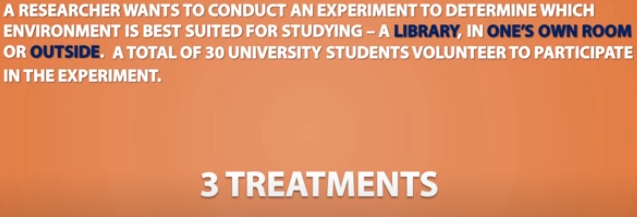 A RESEARCHER WANTS TO CONDUCT AN EXPERIMENT TO DETERMINE WHICH
ENVIRONMENT IS BEST SUITED FOR STUDYING – A LIBRARY, IN ONE'S OWN ROOM
OR OUTSIDE. A TOTAL OF 30 UNIVERSITY STUDENTS VOLUNTEER TO PARTICIPATE
IN THE EXPERIMENT.
3 TREATMENTS